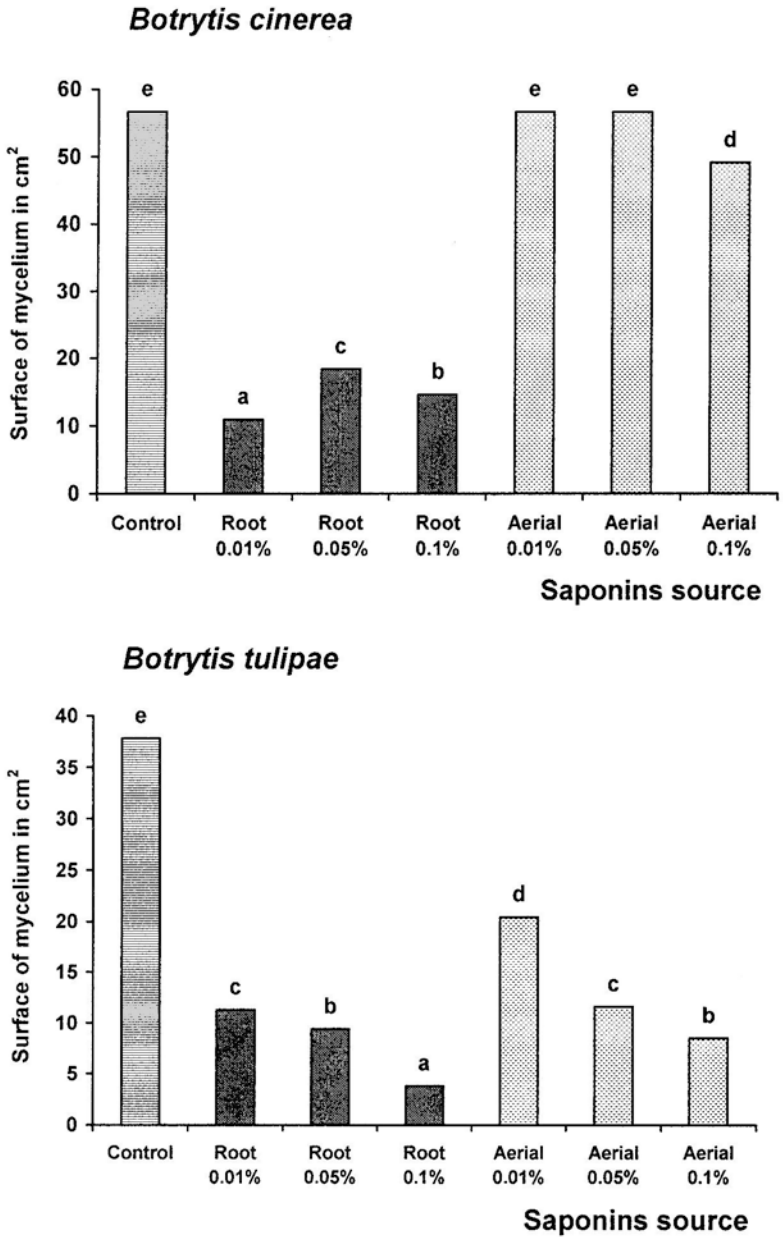 Botrytis cinerea
Surface of mycelium in cm²
60
50
40
30
20
10
0
e
a
c
b
e
e
d
Control
Root
0.01%
Root
0.05%
Root
0.1%
Aerial
0.01%
Aerial
0.05%
Aerial
0.1%
Saponins source
Botrytis tulipae
Surface of mycelium in cm²
40
35
30
25
20
15
10
5
0
e
c
b
a
d
c
b
Control
Root
0.01%
Root
0.05%
Root
0.1%
Aerial
0.01%
Aerial
0.05%
Aerial
0.1%
Saponins source